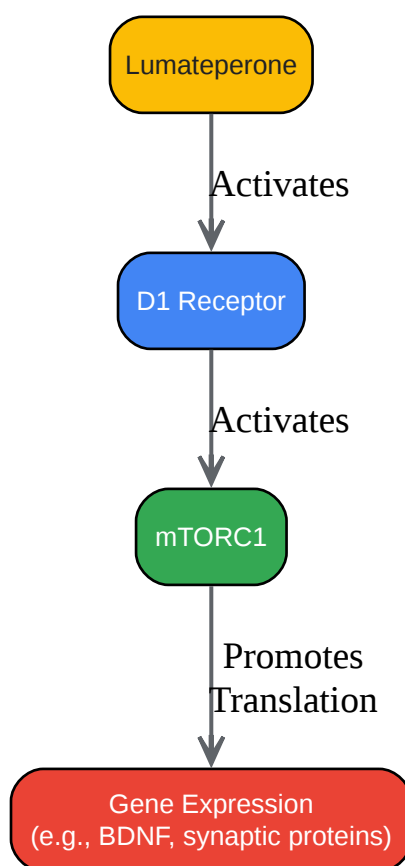 Lumateperone
Activates
D1 Receptor
Activates
mTORC1
Promotes
Translation
Gene Expression
(e.g., BDNF, synaptic proteins)